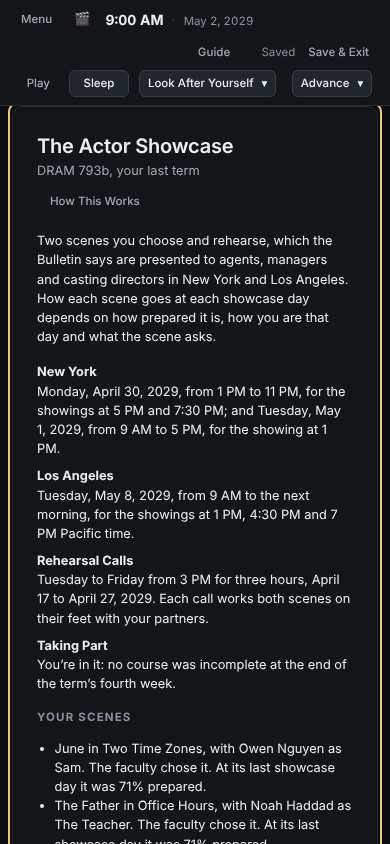 Menu 🎬 9:00 AM · May 2, 2029
Guide Saved Save & Exit
Play Sleep Look After Yourself ▾ Advance ▾
The Actor Showcase
DRAM 793b, your last term
How This Works
Two scenes you choose and rehearse, which the
Bulletin says are presented to agents, managers
and casting directors in New York and Los Angeles.
How each scene goes at each showcase day
depends on how prepared it is, how you are that
day and what the scene asks.
New York
Monday, April 30, 2029, from 1 PM to 11 PM, for the
showings at 5 PM and 7:30 PM; and Tuesday, May
1, 2029, from 9 AM to 5 PM, for the showing at 1
PM.
Los Angeles
Tuesday, May 8, 2029, from 9 AM to the next
morning, for the showings at 1 PM, 4:30 PM and 7
PM Pacific time.
Rehearsal Calls
Tuesday to Friday from 3 PM for three hours, April
17 to April 27, 2029. Each call works both scenes on
their feet with your partners.
Taking Part
You’re in it: no course was incomplete at the end of
the term’s fourth week.
YOUR SCENES
• June in Two Time Zones, with Owen Nguyen as
Sam. The faculty chose it. At its last showcase
day it was 71% prepared.
• The Father in Office Hours, with Noah Haddad as
The Teacher. The faculty chose it. At its last
showcase day it was 71% prepared.